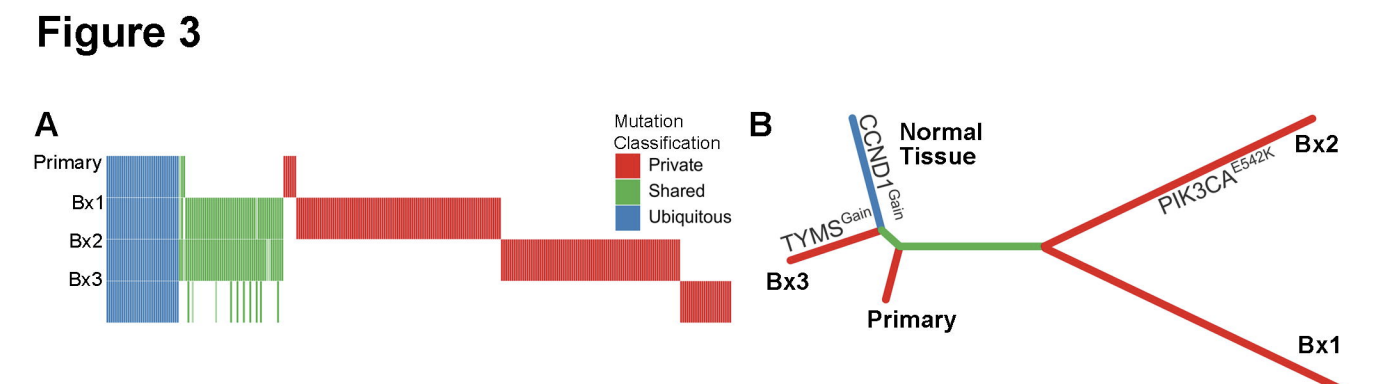 Figure 3
A
Primary
Bx1
Bx2
Bx3
Mutation
Classification
Private
Shared
Ubiquitous
B
CCND1Gain
Normal
Tissue
TYMSGain
Bx3
Primary
PIK3CAE542K
Bx2
Bx1